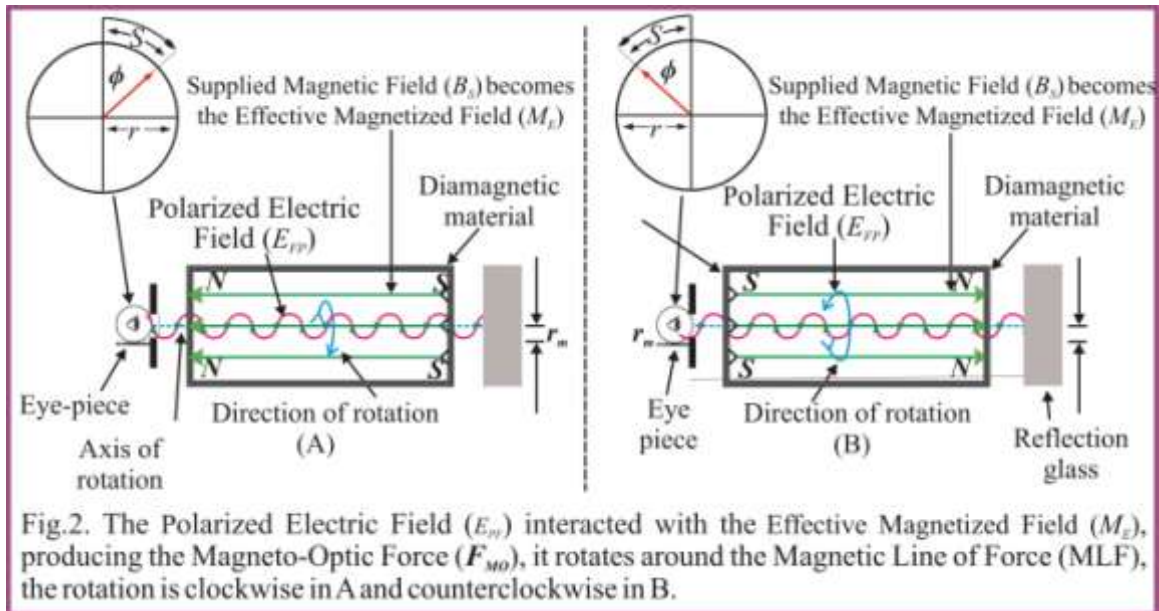 S
ϕ
r
Supplied Magnetic Field (B_S) becomes
the Effective Magnetized Field (M_E)
Diamagnetic
material
Polarized Electric
Field (E_FP)
N
S
N
S
r_m
Eye-piece
Axis of
rotation
Direction of rotation
(A)
S
ϕ
r
Supplied Magnetic Field (B_S) becomes
the Effective Magnetized Field (M_E)
Diamagnetic
material
Polarized Electric
Field (E_FP)
S
N
S
N
r_m
Eye
piece
Direction of rotation
(B)
Reflection
glass
Fig.2. The Polarized Electric Field (E_FP) interacted with the Effective Magnetized Field (M_E),
producing the Magneto-Optic Force (F_MO), it rotates around the Magnetic Line of Force (MLF),
the rotation is clockwise in A and counterclockwise in B.